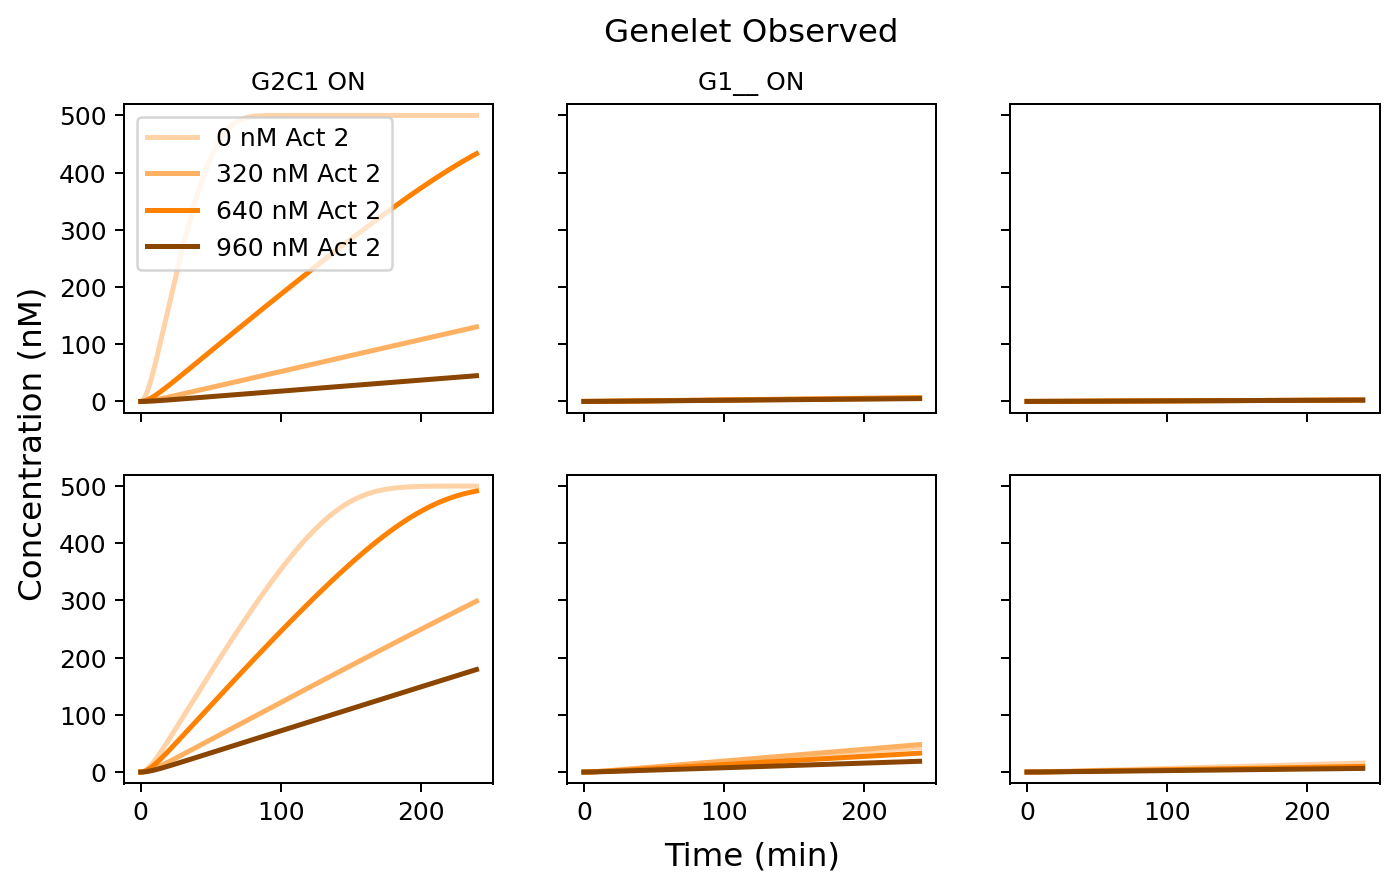 Genelet Observed
G2C1 ON
G1__ ON
500
400
300
200
100
0
0 nM Act 2
320 nM Act 2
640 nM Act 2
960 nM Act 2
Concentration (nM)
500
400
300
200
100
0
0 100 200
0 100 200
0 100 200
Time (min)